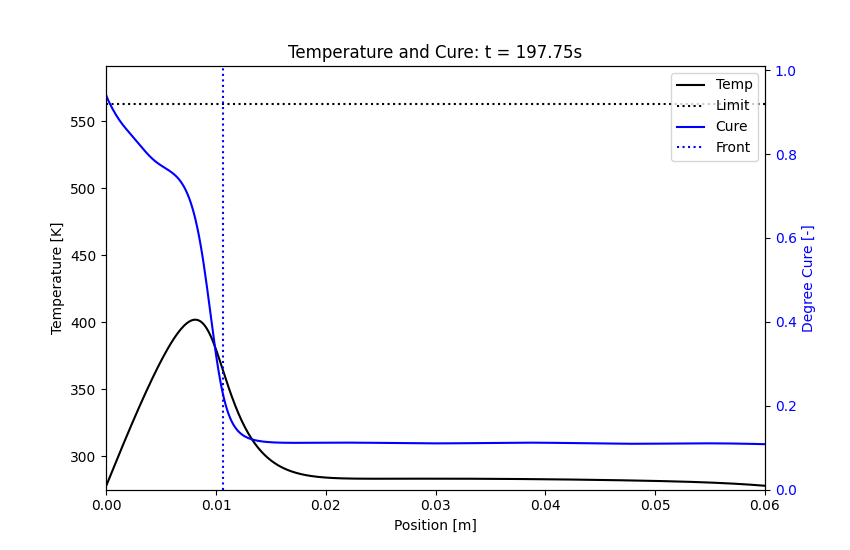 Temperature and Cure: t = 197.75s
Temp
Limit
Cure
Front
Temperature [K]
550
500
450
400
350
300
1.0
0.8
0.6
0.4
0.2
0.0
Degree Cure [-]
0.00 0.01 0.02 0.03 0.04 0.05 0.06
Position [m]